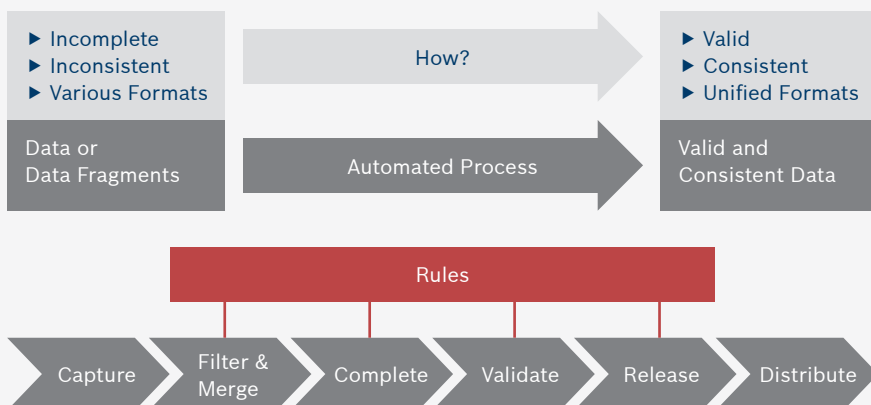 Incomplete
Inconsistent
Various Formats
How?
Valid
Consistent
Unified Formats
Data or
Data Fragments
Automated Process
Valid and
Consistent Data
Rules
Capture
Filter &
Merge
Complete
Validate
Release
Distribute